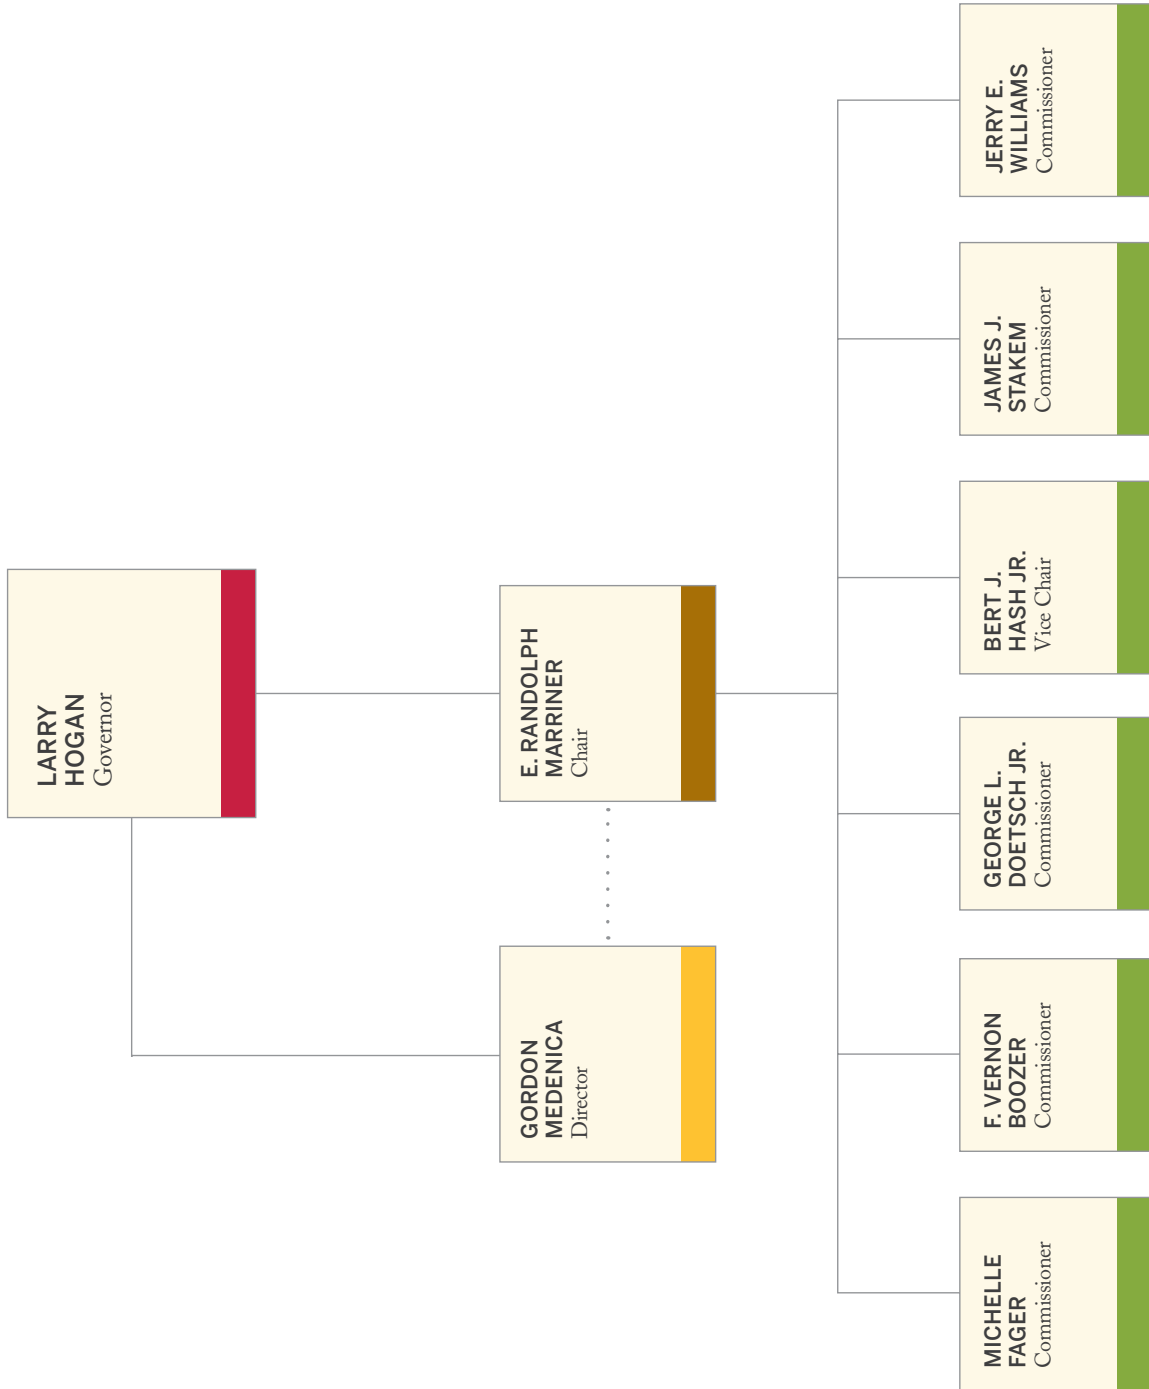 LARRY
HOGAN
Governor
GORDON
MEDENICA
Director
E. RANDOLPH
MARRINER
Chair
MICHELLE
FAGER
Commissioner
F. VERNON
BOOZER
Commissioner
GEORGE L.
DOETSCH JR.
Commissioner
BERT J.
HASH JR.
Vice Chair
JAMES J.
STAKEM
Commissioner
JERRY E.
WILLIAMS
Commissioner